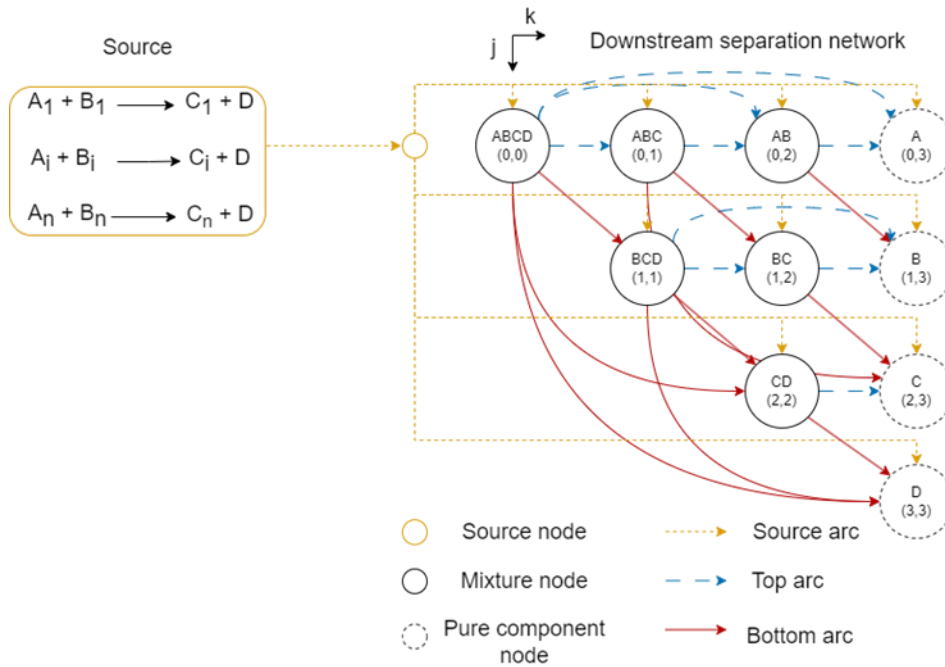 Source
k
j
Downstream separation network
A₁ + B₁ ⟶ C₁ + D
Aᵢ + Bᵢ ⟶ Cᵢ + D
Aₙ + Bₙ ⟶ Cₙ + D
ABCD
(0,0)
ABC
(0,1)
AB
(0,2)
A
(0,3)
BCD
(1,1)
BC
(1,2)
B
(1,3)
CD
(2,2)
C
(2,3)
D
(3,3)
Source node
Source arc
Mixture node
Top arc
Pure component
node
Bottom arc